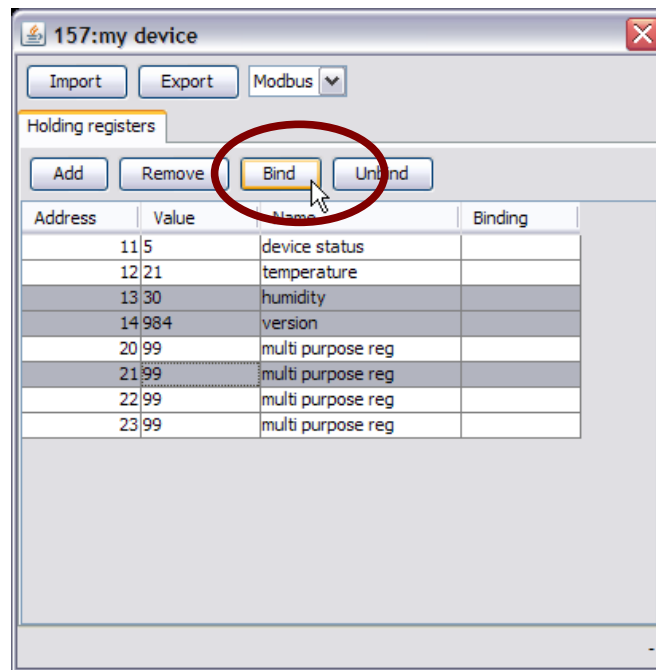 157:my device
Import Export Modbus
Holding registers
Add Remove Bind Unbind
Address Value Name Binding
11 5 device status
12 21 temperature
13 30 humidity
14 984 version
20 99 multi purpose reg
21 99 multi purpose reg
22 99 multi purpose reg
23 99 multi purpose reg
-